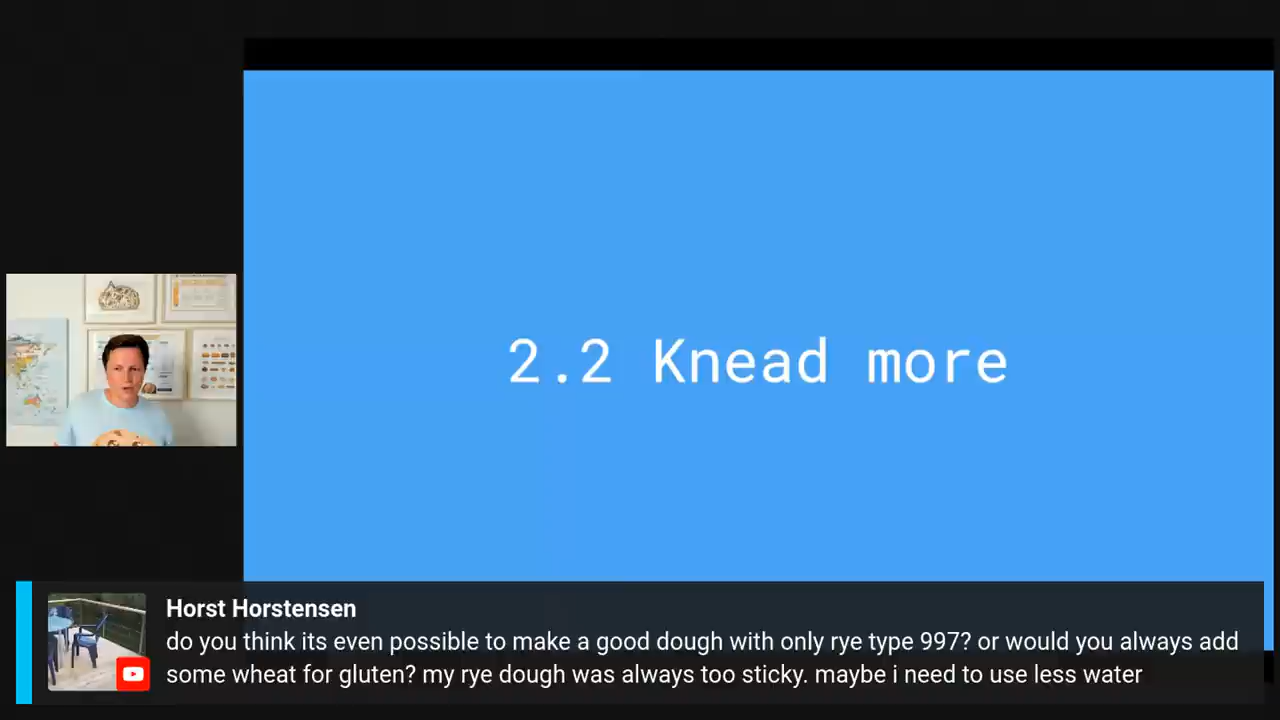 2.2 Knead more
Horst Horstensen
do you think its even possible to make a good dough with only rye type 997? or would you always add
some wheat for gluten? my rye dough was always too sticky. maybe i need to use less water